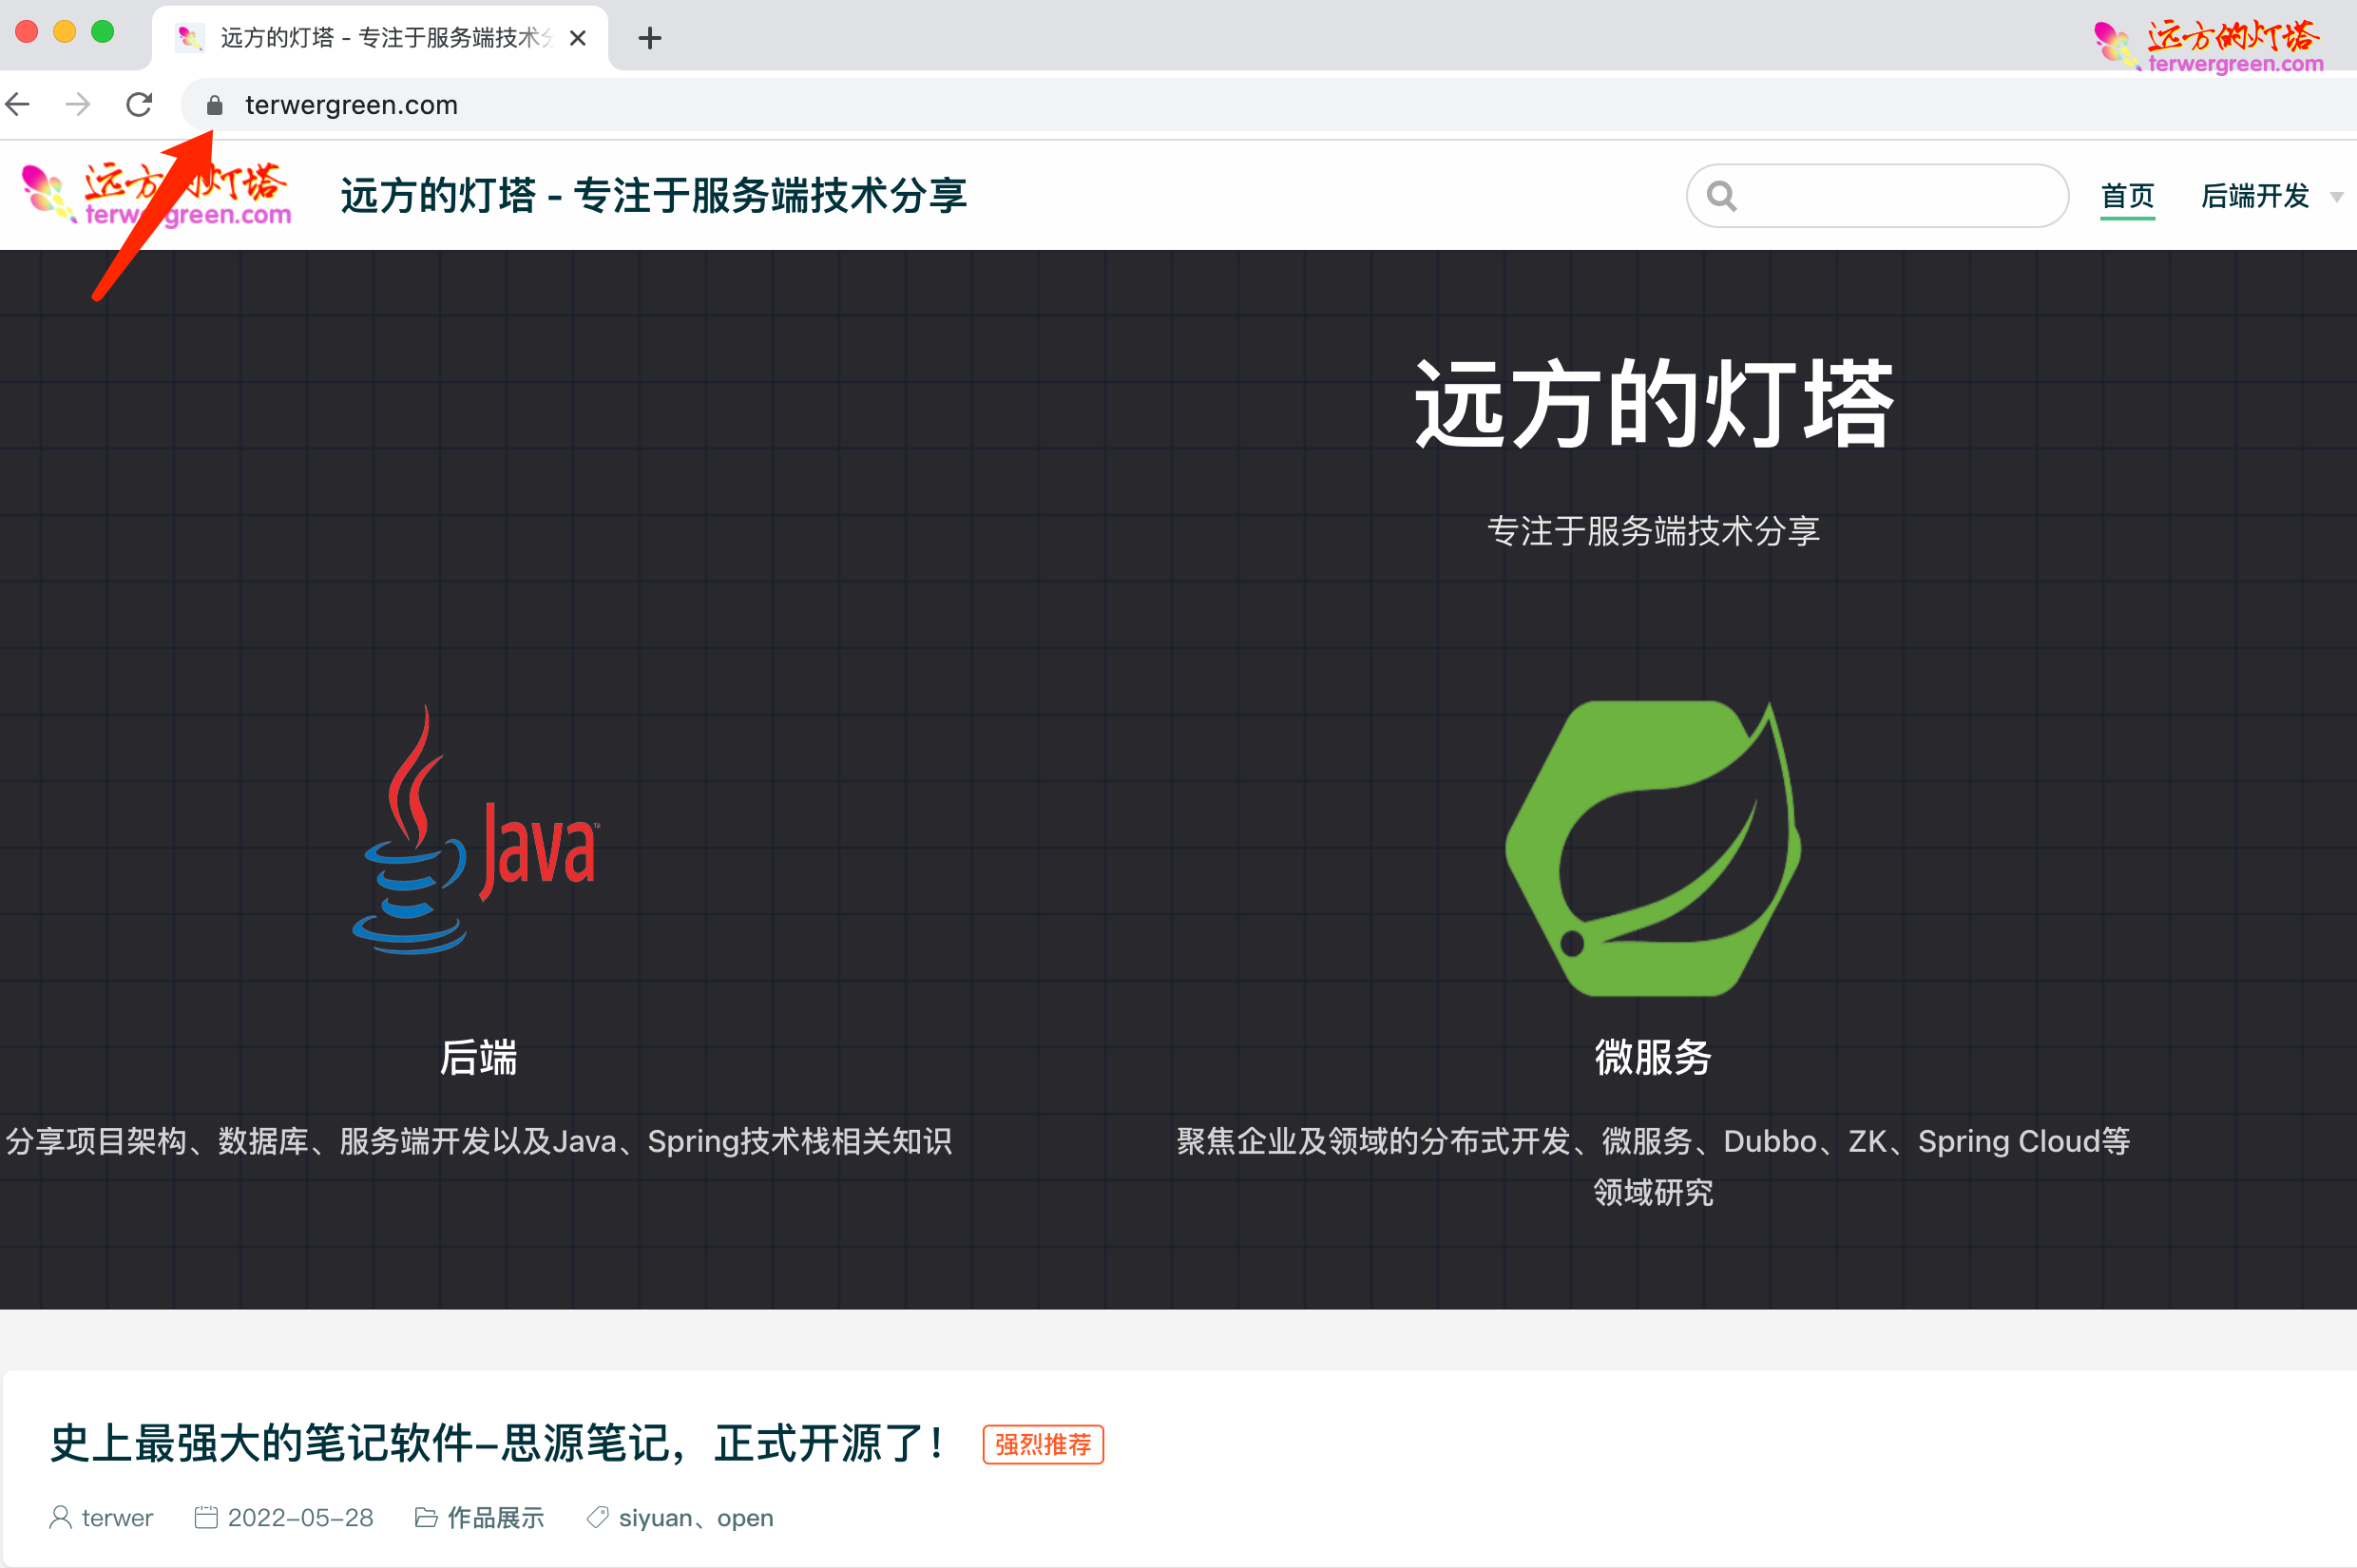 远方的灯塔 - 专注于服务端技术
远方的灯塔
terwergreen.com
terwergreen.com
远方的灯塔
terwergreen.com
远方的灯塔 - 专注于服务端技术分享
首页
后端开发
远方的灯塔
专注于服务端技术分享
Java
TM
后端
微服务
分享项目架构、数据库、服务端开发以及Java、Spring技术栈相关知识
聚焦企业及领域的分布式开发、微服务、Dubbo、ZK、Spring Cloud等
领域研究
史上最强大的笔记软件–思源笔记，正式开源了！ 强烈推荐
terwer 2022-05-28 作品展示 siyuan、open